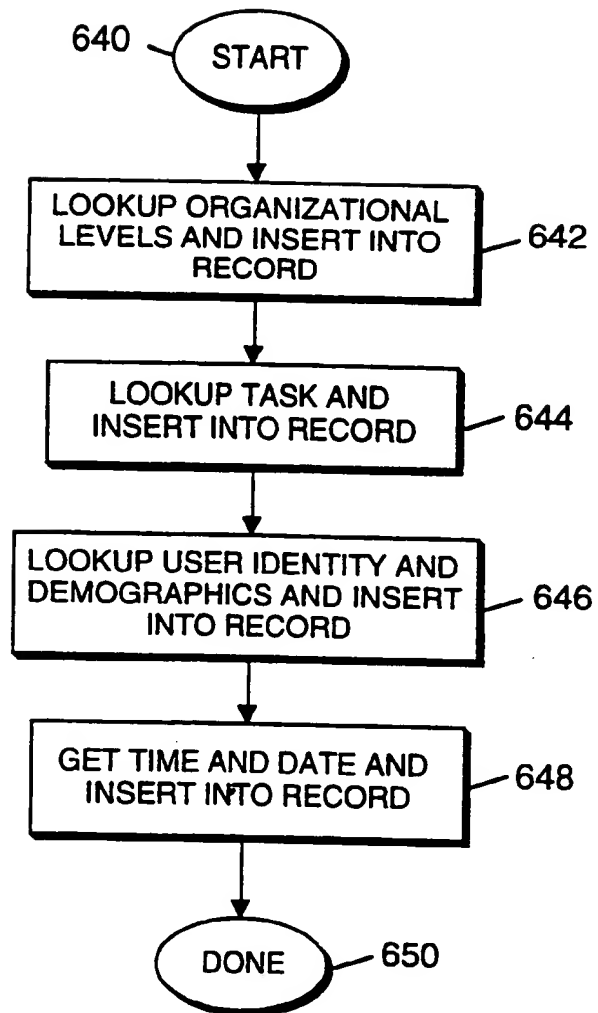 640
START
LOOKUP ORGANIZATIONAL
LEVELS AND INSERT INTO
RECORD
642
LOOKUP TASK AND
INSERT INTO RECORD
644
LOOKUP USER IDENTITY AND
DEMOGRAPHICS AND INSERT
INTO RECORD
646
GET TIME AND DATE AND
INSERT INTO RECORD
648
DONE
650